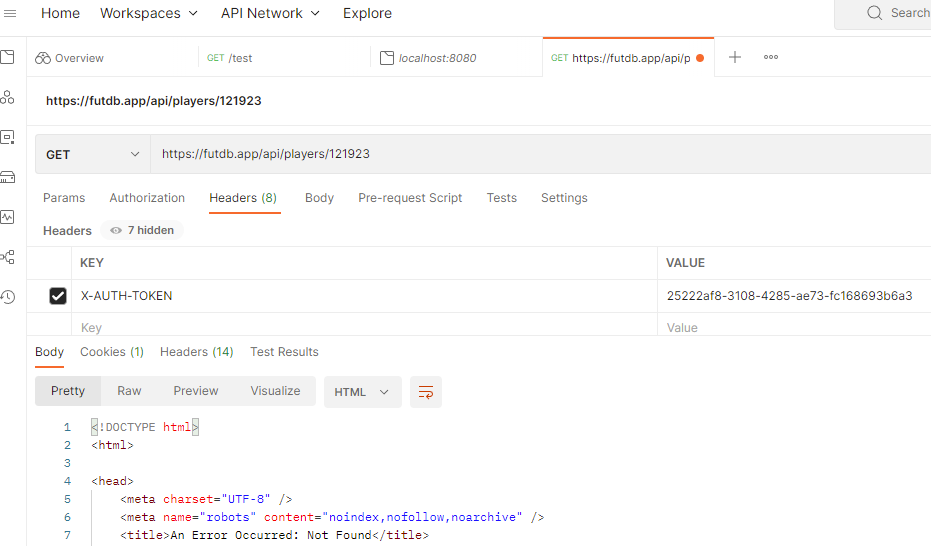 Home Workspaces API Network Explore Search
Overview GET /test localhost:8080 GET https://futdb.app/api/p
https://futdb.app/api/players/121923
GET https://futdb.app/api/players/121923
Params Authorization Headers (8) Body Pre-request Script Tests Settings
Headers 7 hidden
KEY VALUE
X-AUTH-TOKEN 25222af8-3108-4285-ae73-fc168693b6a3
Key Value
Body Cookies (1) Headers (14) Test Results
Pretty Raw Preview Visualize HTML
1 <!DOCTYPE html>
2 <html>
3
4 <head>
5 <meta charset="UTF-8" />
6 <meta name="robots" content="noindex,nofollow,noarchive" />
7 <title>An Error Occurred: Not Found</title>